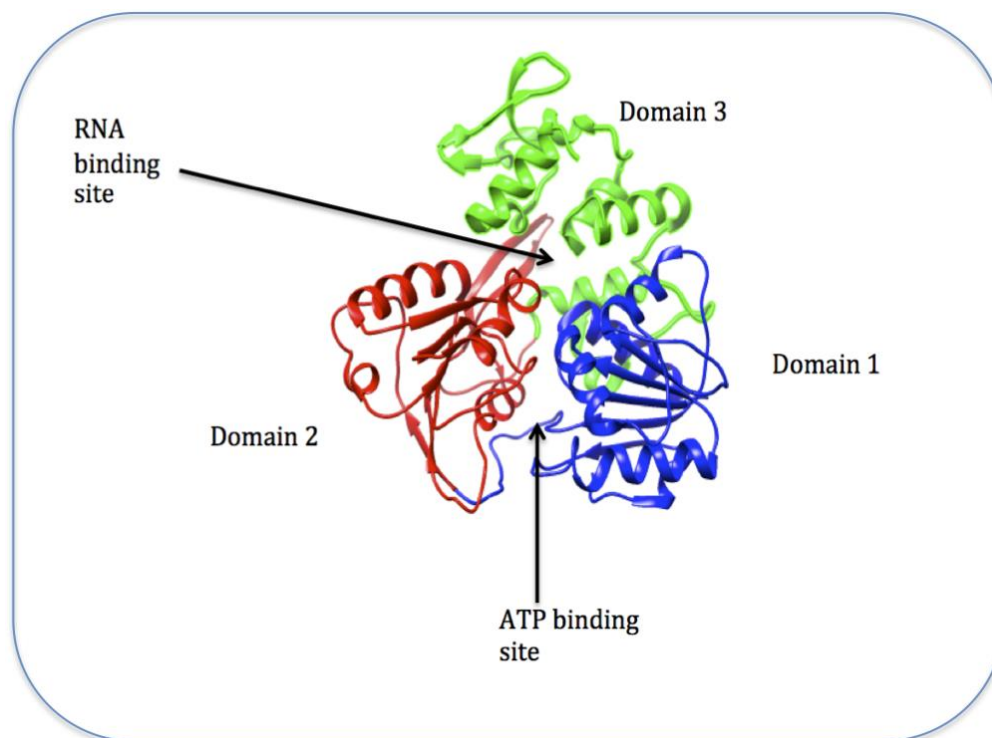 Domain 3
RNA
binding
site
Domain 1
Domain 2
ATP binding
site